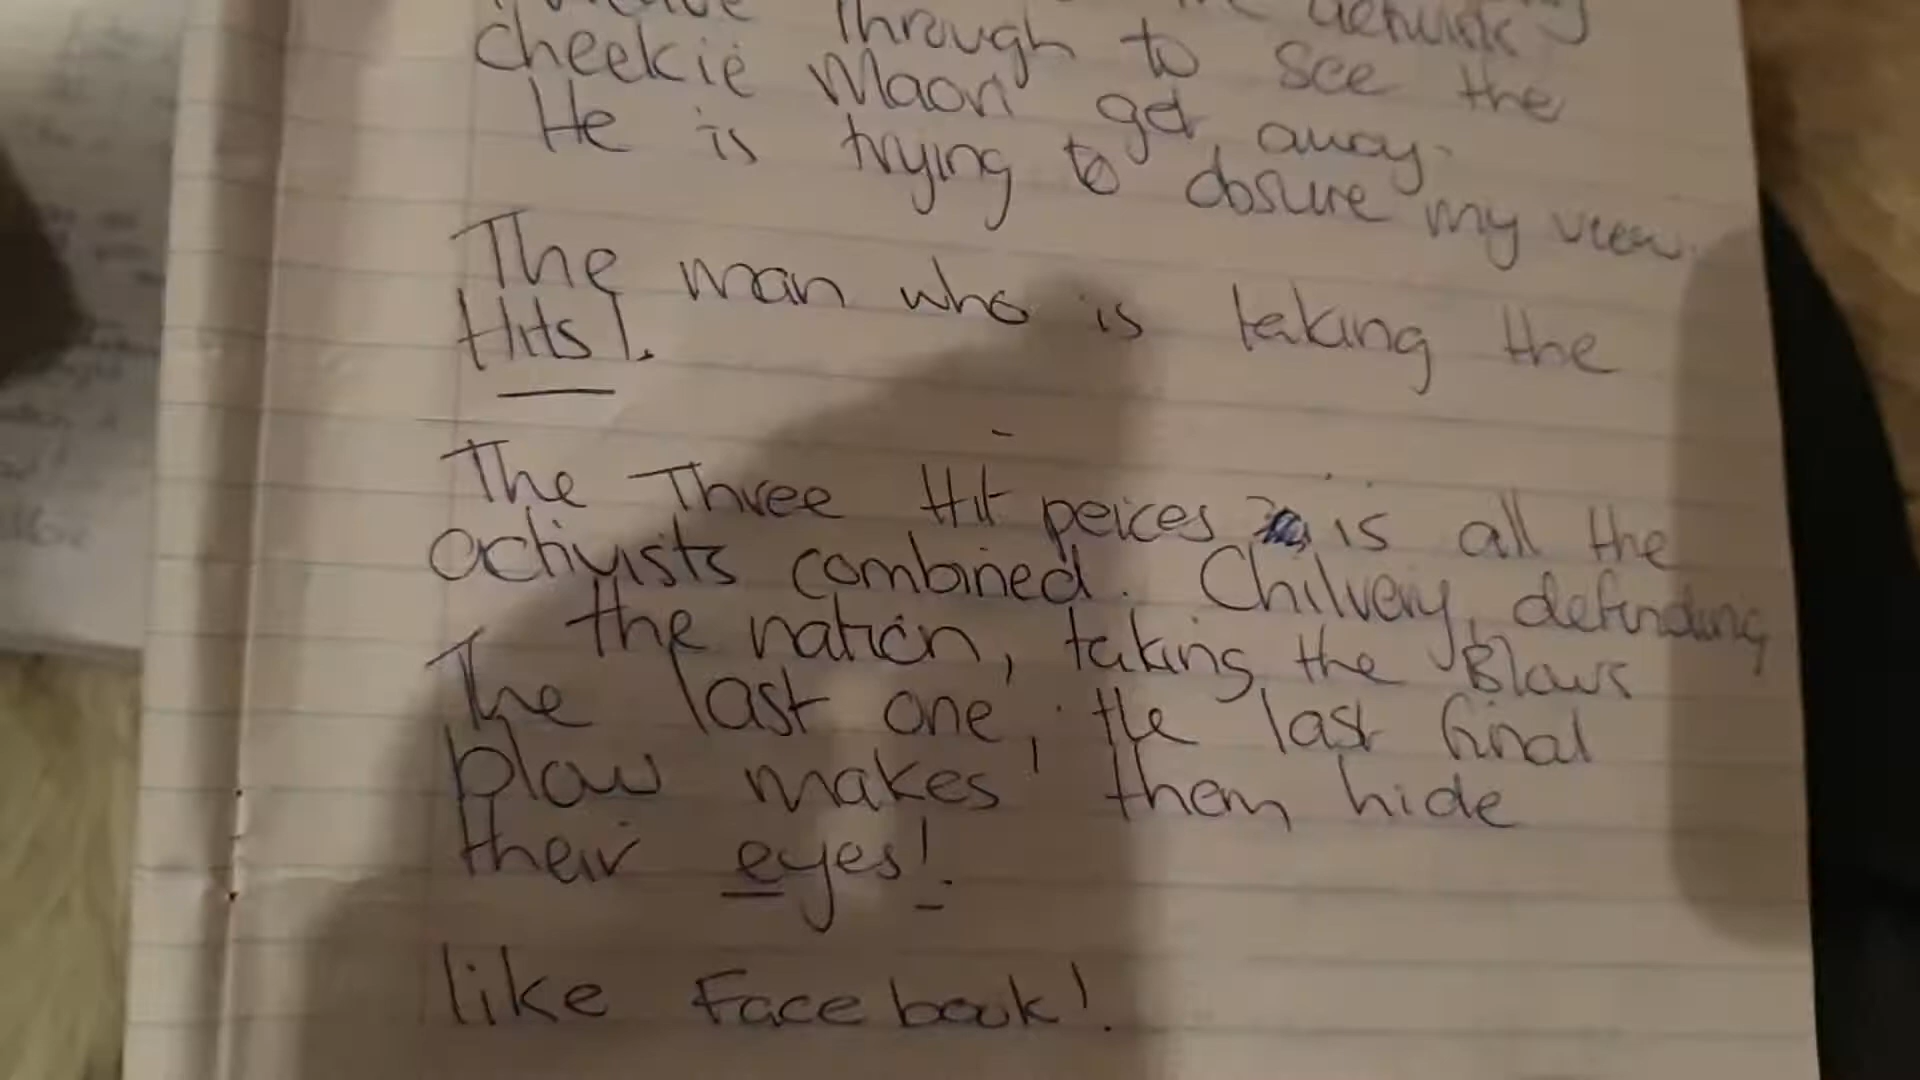 through to see the
cheekie Maori get away.
He is trying to obsure my view.
The man who is taking the
Hits!.
The Three Hit peices is all the
activists combined. Chilvery, defending
the nation, taking the Blows
The last one, the last final
blow makes them hide
their eyes!
like Facebook!.